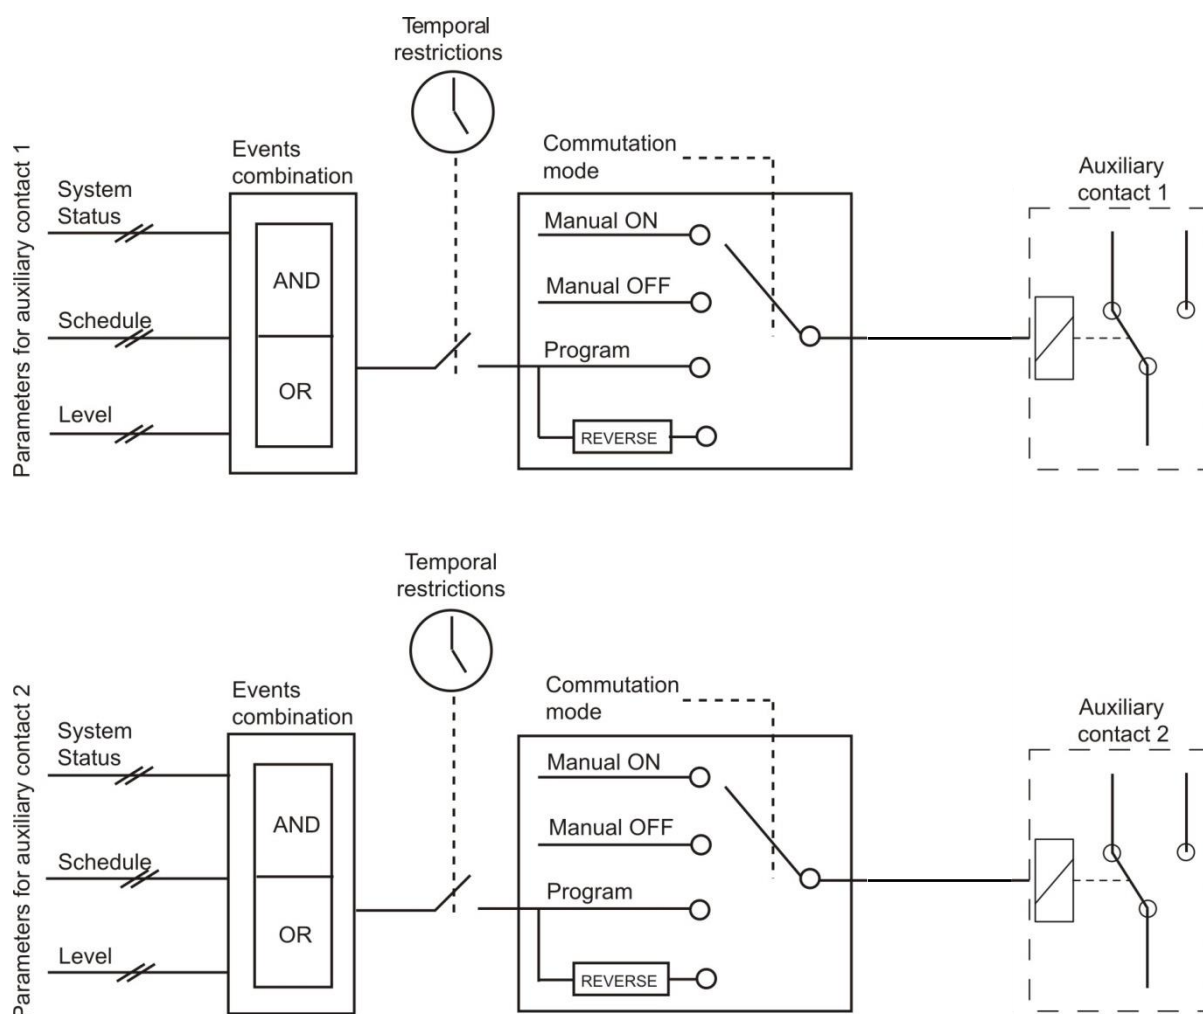 Temporal
restrictions
Parameters for auxiliary contact 1
System
Status
Schedule
Level
Events
combination
AND
OR
Commutation
mode
Manual ON
Manual OFF
Program
REVERSE
Auxiliary
contact 1
Temporal
restrictions
Parameters for auxiliary contact 2
System
Status
Schedule
Level
Events
combination
AND
OR
Commutation
mode
Manual ON
Manual OFF
Program
REVERSE
Auxiliary
contact 2